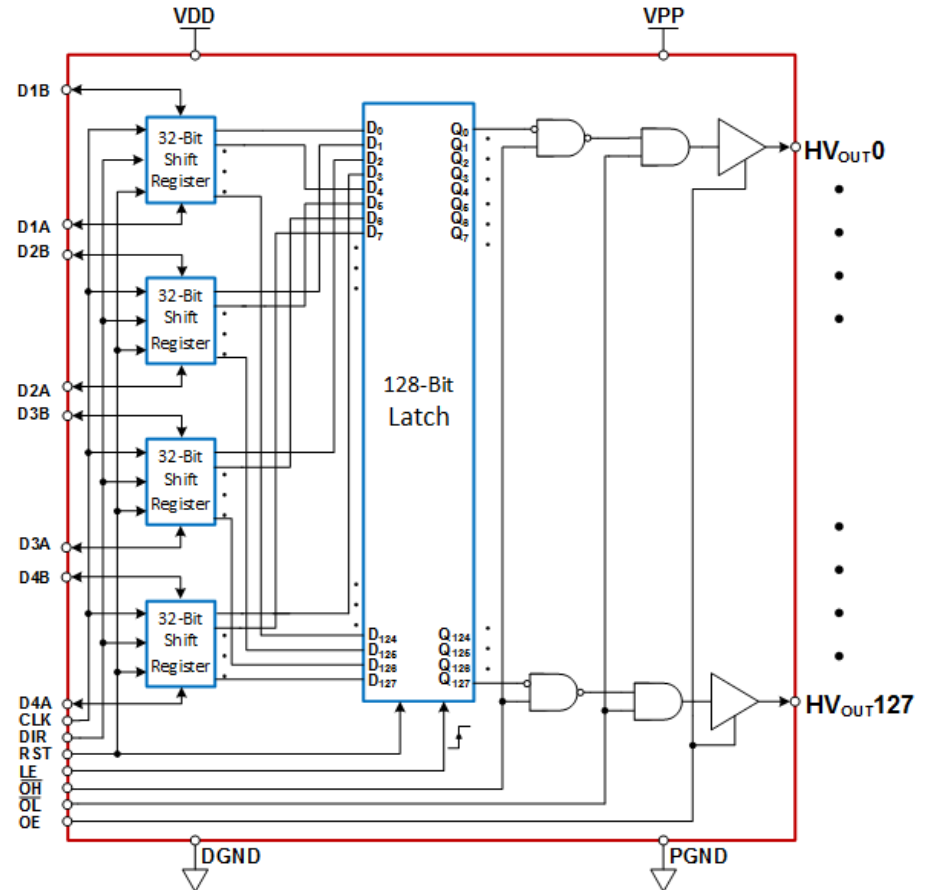 VDD
VPP
D1B
32-Bit
Shift
Register
D1A
D2B
32-Bit
Shift
Register
D2A
D3B
32-Bit
Shift
Register
D3A
D4B
32-Bit
Shift
Register
D4A
CLK
DIR
RST
LE
O̅H̅
O̅L̅
OE
D₀
D₁
D₂
D₃
D₄
D₅
D₆
D₇
128-Bit
Latch
D₁₂₄
D₁₂₅
D₁₂₆
D₁₂₇
Q₀
Q₁
Q₂
Q₃
Q₄
Q₅
Q₆
Q₇
Q₁₂₄
Q₁₂₅
Q₁₂₆
Q₁₂₇
HVOUT0
HVOUT127
DGND
PGND